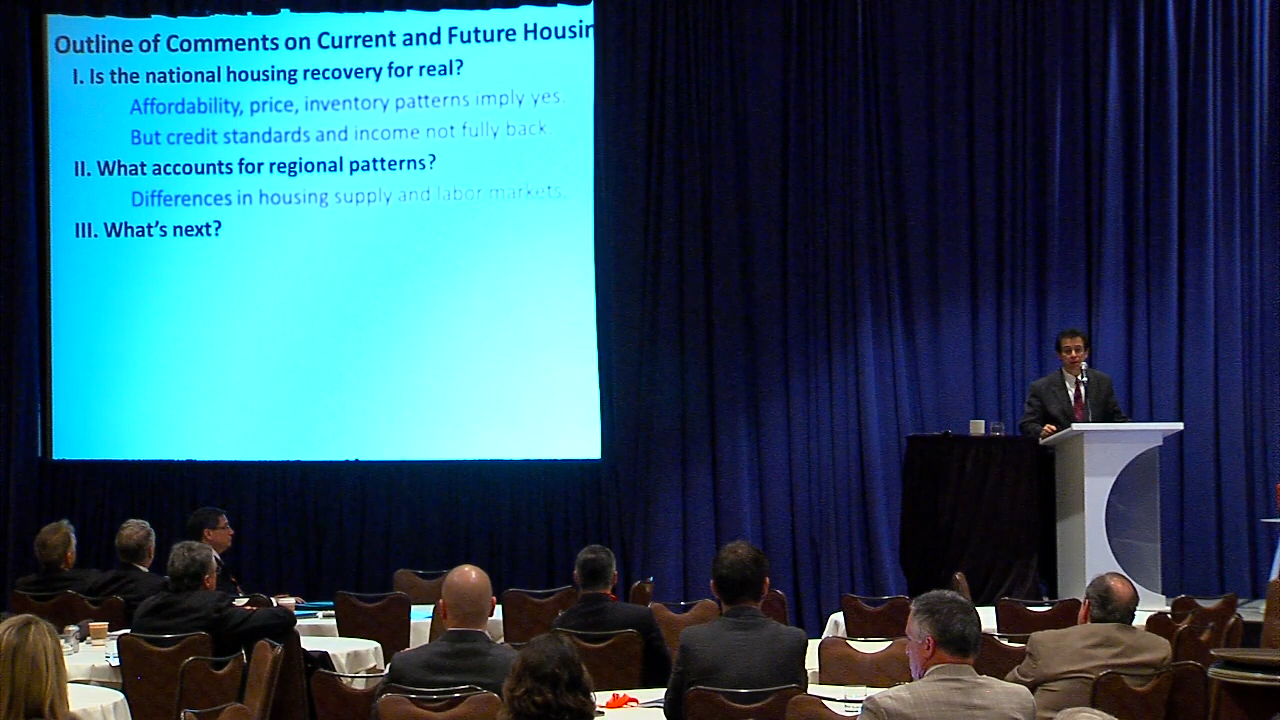 Outline of Comments on Current and Future Housin
I. Is the national housing recovery for real?
Affordability, price, inventory patterns imply yes.
But credit standards and income not fully back.
II. What accounts for regional patterns?
Differences in housing supply and labor markets.
III. What's next?